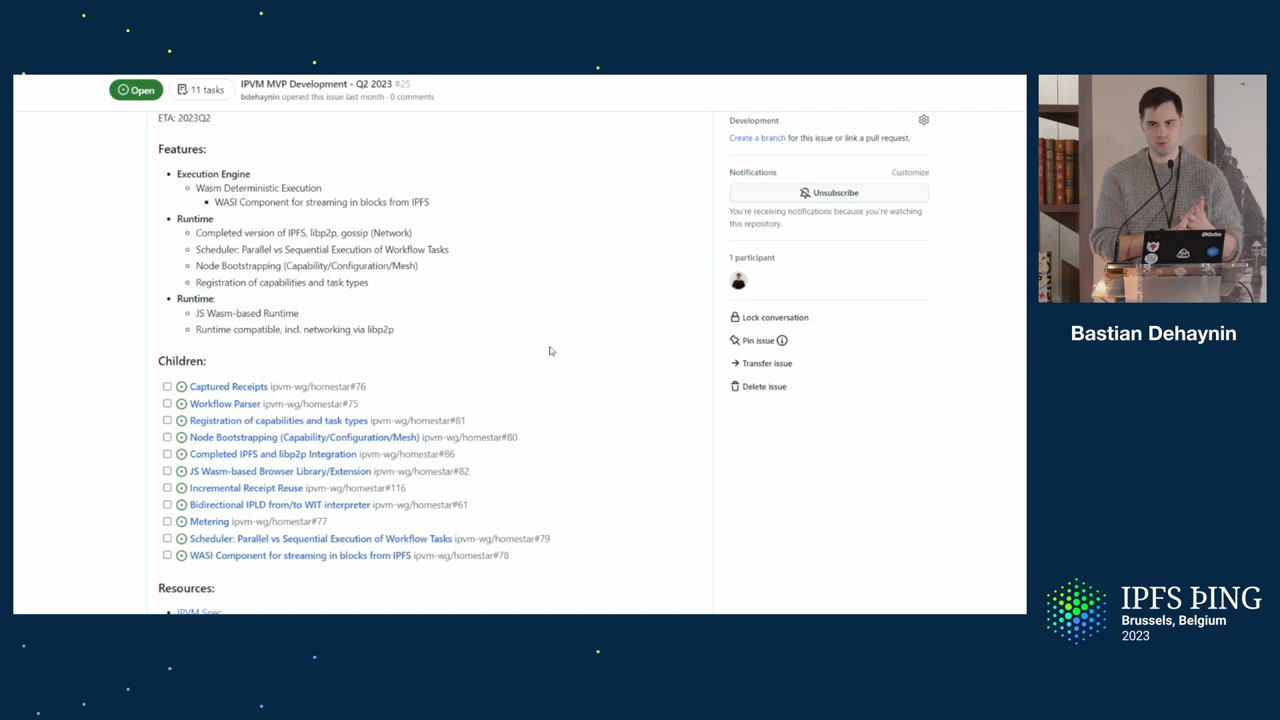 Open
11 tasks
IPVM MVP Development - Q2 2023 #25
bdehaynin opened this issue last month · 0 comments
ETA: 2023Q2
Features:
Execution Engine
Wasm Deterministic Execution
WASI Component for streaming in blocks from IPFS
Runtime
Completed version of IPFS, libp2p, gossip (Network)
Scheduler: Parallel vs Sequential Execution of Workflow Tasks
Node Bootstrapping (Capability/Configuration/Mesh)
Registration of capabilities and task types
Runtime:
JS Wasm-based Runtime
Runtime compatible, incl. networking via libp2p
Children:
Captured Receipts ipvm-wg/homestar#76
Workflow Parser ipvm-wg/homestar#75
Registration of capabilities and task types ipvm-wg/homestar#81
Node Bootstrapping (Capability/Configuration/Mesh) ipvm-wg/homestar#80
Completed IPFS and libp2p Integration ipvm-wg/homestar#86
JS Wasm-based Browser Library/Extension ipvm-wg/homestar#82
Incremental Receipt Reuse ipvm-wg/homestar#116
Bidirectional IPLD from/to WIT interpreter ipvm-wg/homestar#61
Metering ipvm-wg/homestar#77
Scheduler: Parallel vs Sequential Execution of Workflow Tasks ipvm-wg/homestar#79
WASI Component for streaming in blocks from IPFS ipvm-wg/homestar#78
Resources:
IPVM Spec
Development
Create a branch for this issue or link a pull request.
Notifications
Customize
Unsubscribe
You're receiving notifications because you're watching
this repository.
1 participant
Lock conversation
Pin issue
Transfer issue
Delete issue
Bastian Dehaynin
IPFS ÞING
Brussels, Belgium
2023